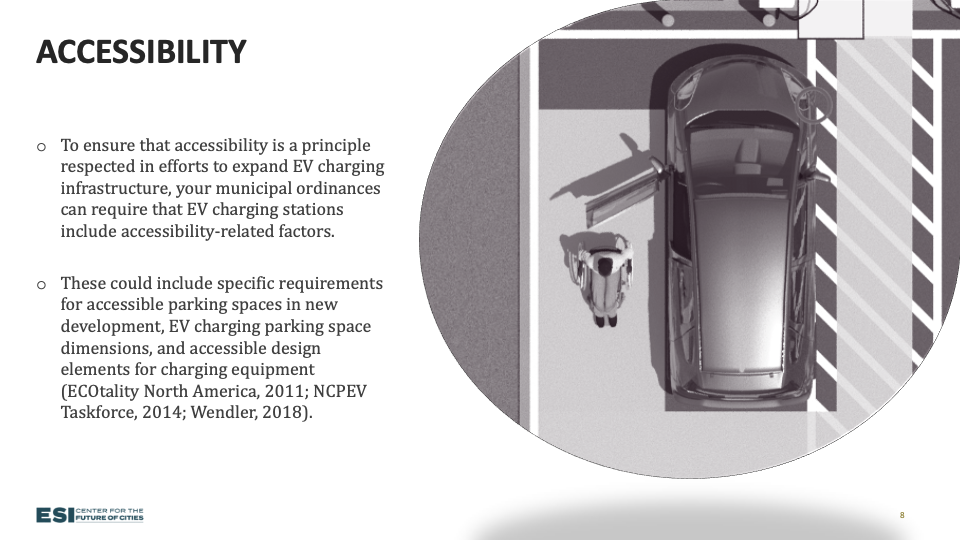 ACCESSIBILITY
o To ensure that accessibility is a principle
respected in efforts to expand EV charging
infrastructure, your municipal ordinances
can require that EV charging stations
include accessibility-related factors.
o These could include specific requirements
for accessible parking spaces in new
development, EV charging parking space
dimensions, and accessible design
elements for charging equipment
(ECOtality North America, 2011; NCPEV
Taskforce, 2014; Wendler, 2018).
ESI CENTER FOR THE
FUTURE OF CITIES
8